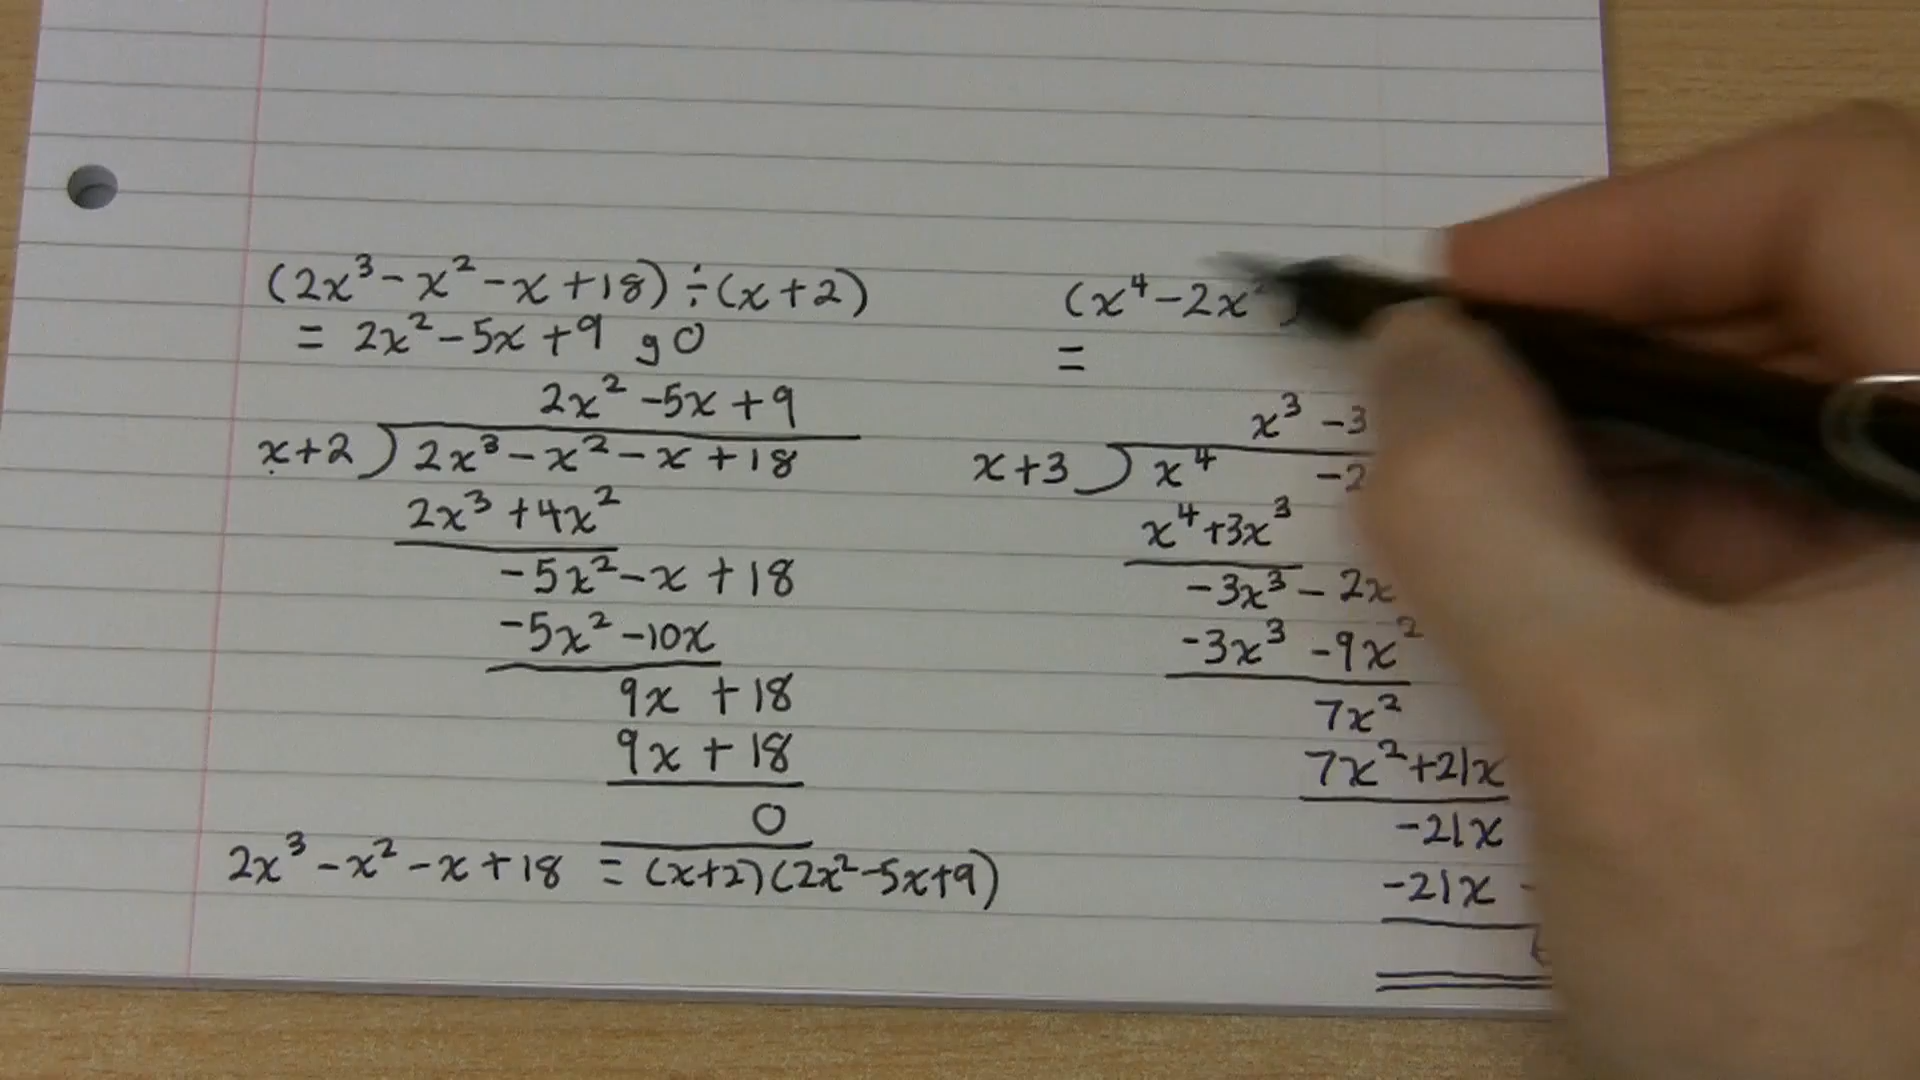 (2x³ - x² - x + 18) ÷ (x + 2)
= 2x² - 5x + 9 g 0
2x² - 5x + 9
x + 2 ) 2x³ - x² - x + 18
2x³ + 4x²
-5x² - x + 18
-5x² - 10x
9x + 18
9x + 18
0
2x³ - x² - x + 18 = (x+2)(2x² - 5x + 9)
(x⁴ - 2x²)
=
x³ - 3
x + 3 ) x⁴ -2
x⁴ + 3x³
-3x³ - 2x
-3x³ - 9x²
7x²
7x² + 21x
-21x
-21x -